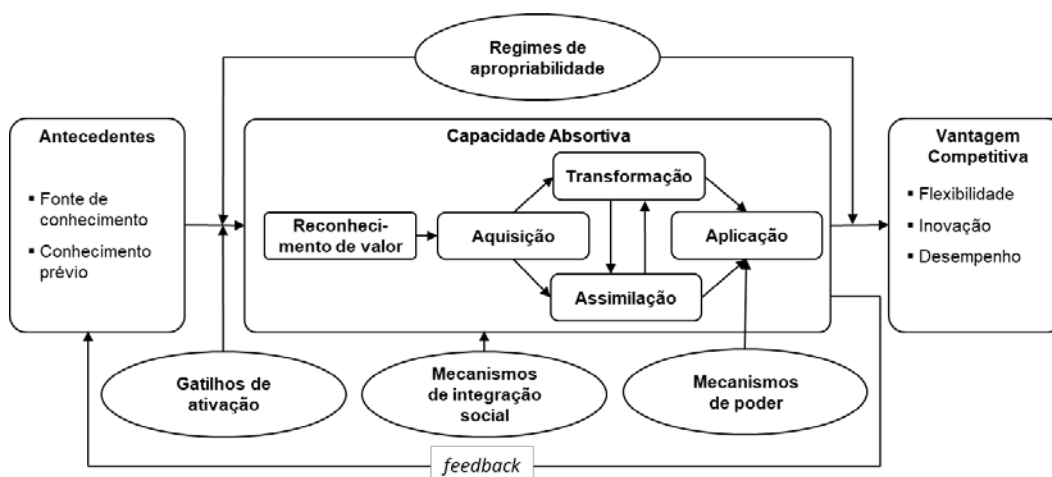 Regimes de
apropriabilidade
Antecedentes
▪ Fonte de
conhecimento
▪ Conhecimento
prévio
Capacidade Absortiva
Reconheci-
mento de valor
Aquisição
Transformação
Assimilação
Aplicação
Vantagem
Competitiva
▪ Flexibilidade
▪ Inovação
▪ Desempenho
Gatilhos de
ativação
Mecanismos
de integração
social
Mecanismos
de poder
feedback